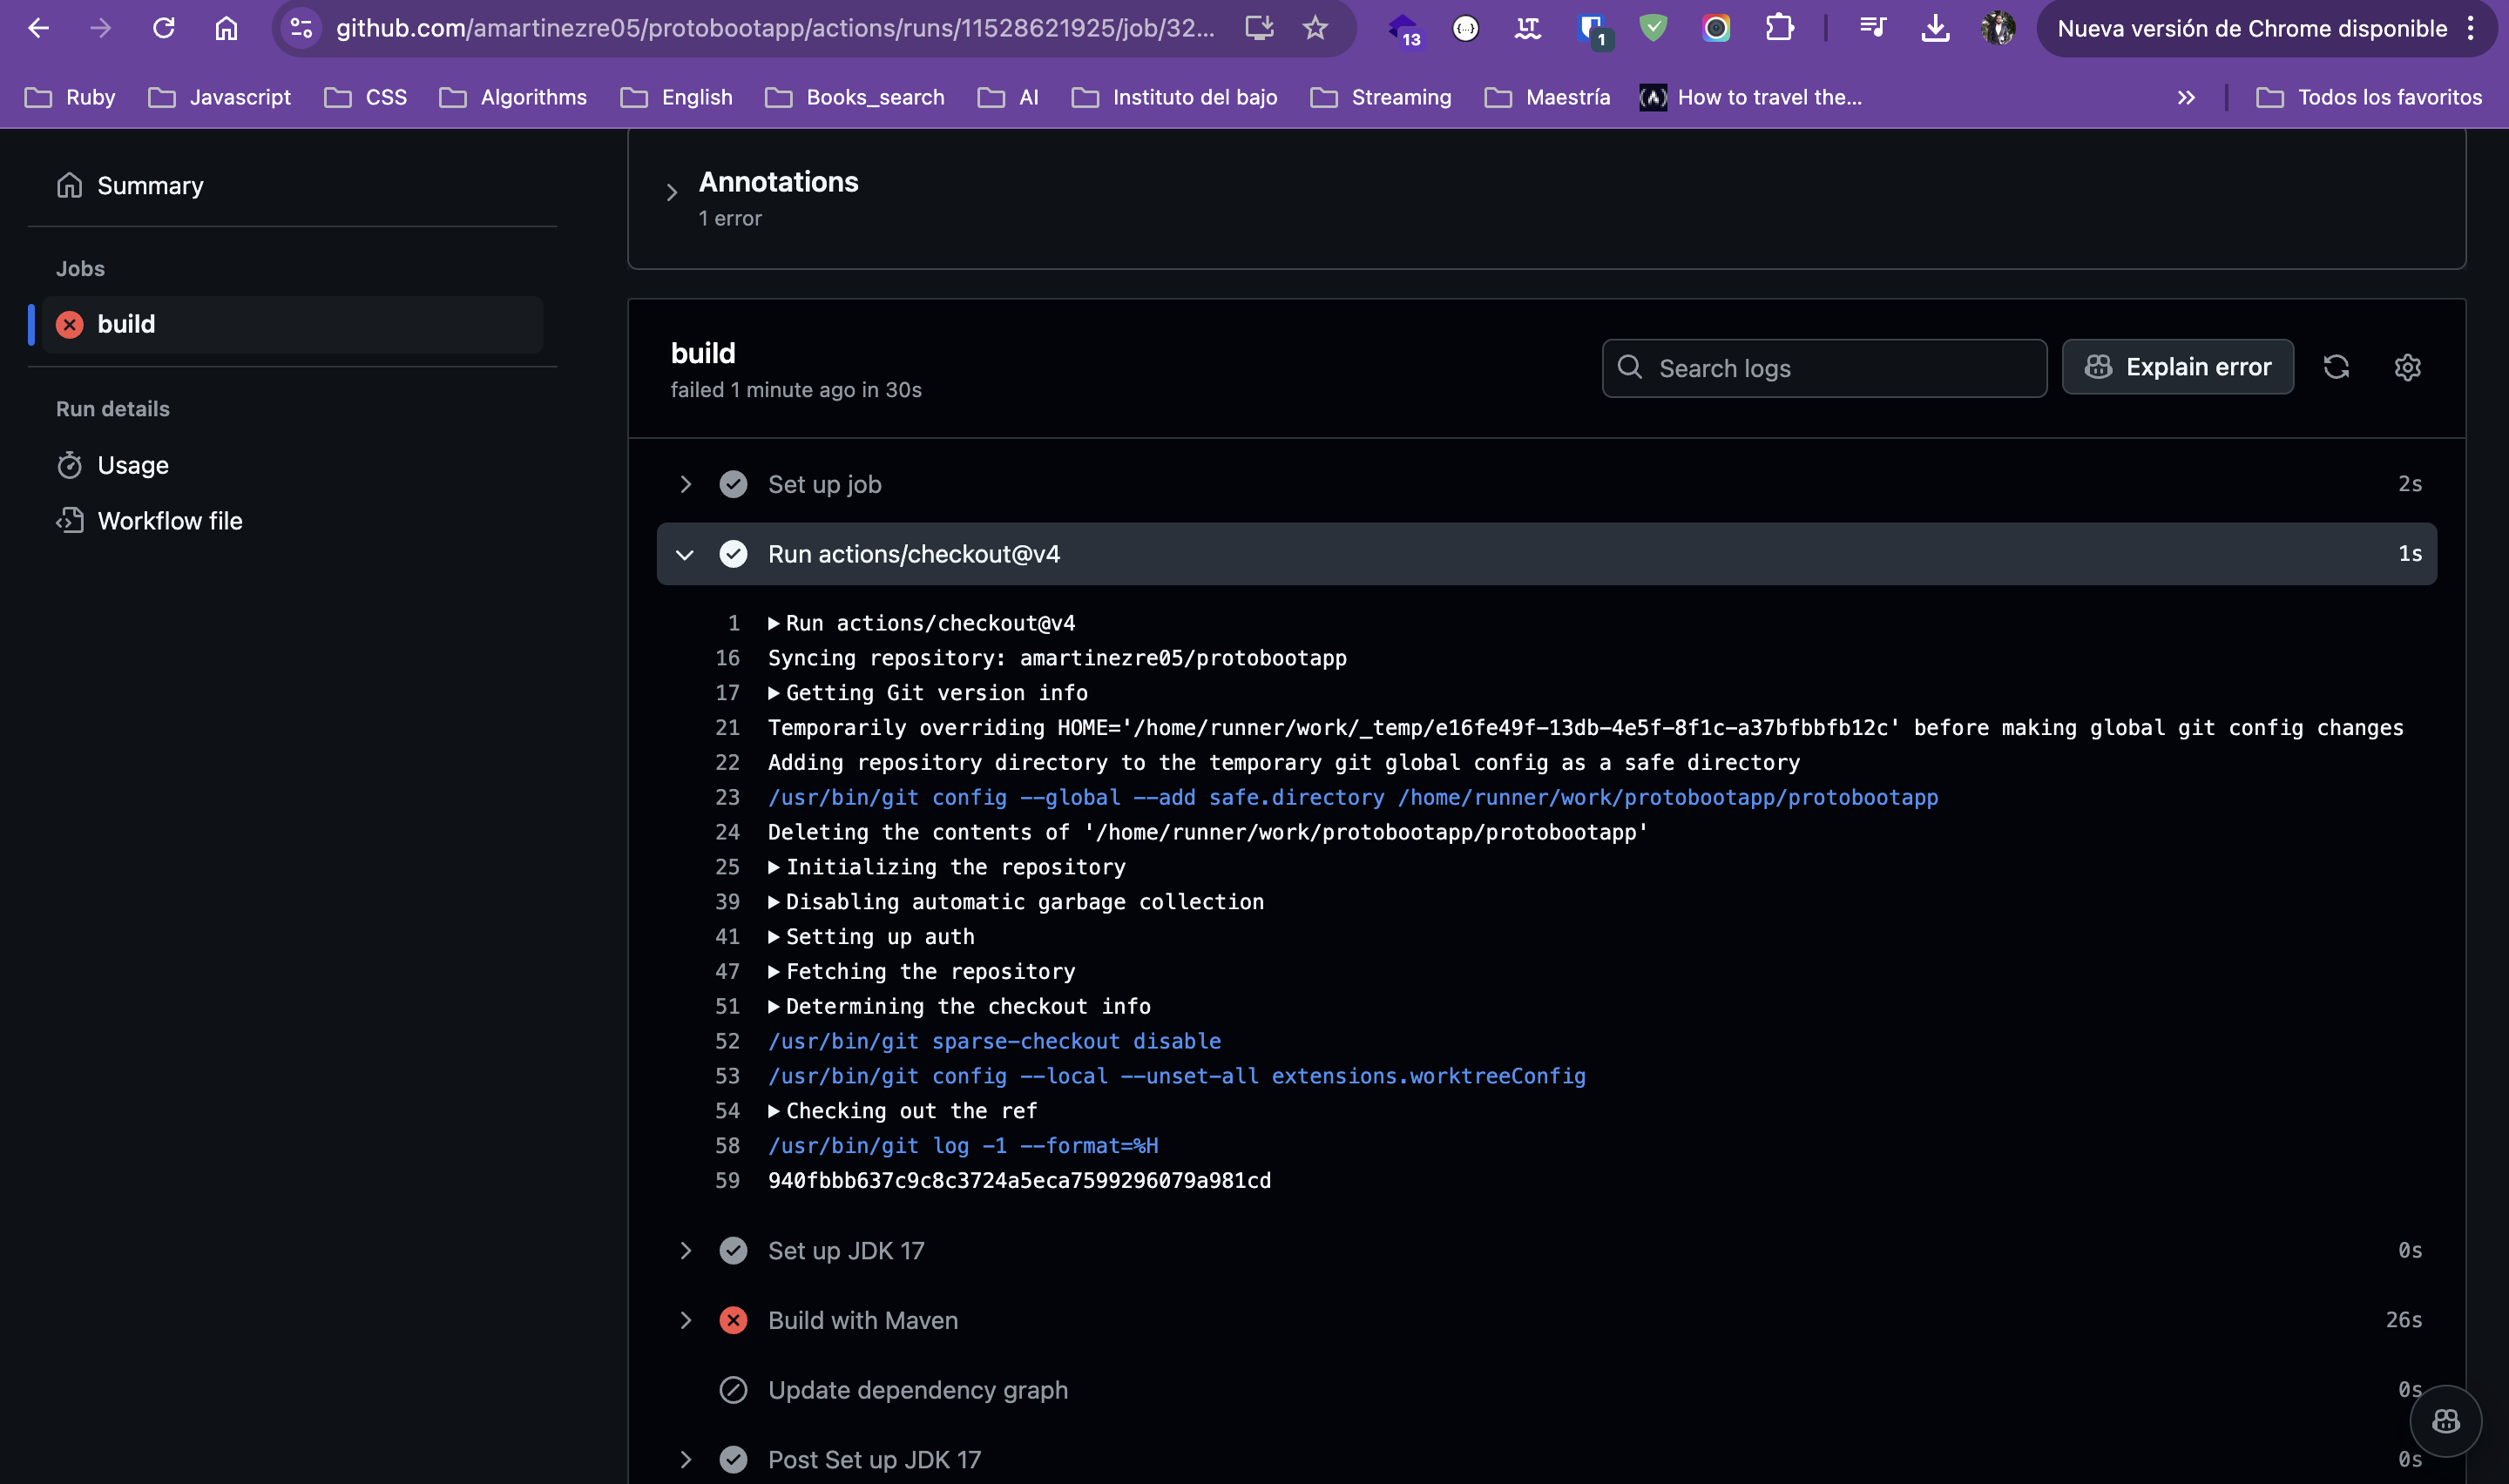 github.com/amartinezre05/protobootapp/actions/runs/11528621925/job/32...
13
1
Nueva versión de Chrome disponible
Ruby
Javascript
CSS
Algorithms
English
Books_search
AI
Instituto del bajo
Streaming
Maestría
How to travel the...
Todos los favoritos
Summary
Jobs
build
Run details
Usage
Workflow file
Annotations
1 error
build
failed 1 minute ago in 30s
Search logs
Explain error
Set up job 2s
Run actions/checkout@v4 1s
1 Run actions/checkout@v4
16 Syncing repository: amartinezre05/protobootapp
17 Getting Git version info
21 Temporarily overriding HOME='/home/runner/work/_temp/e16fe49f-13db-4e5f-8f1c-a37bfbbfb12c' before making global git config changes
22 Adding repository directory to the temporary git global config as a safe directory
23 /usr/bin/git config --global --add safe.directory /home/runner/work/protobootapp/protobootapp
24 Deleting the contents of '/home/runner/work/protobootapp/protobootapp'
25 Initializing the repository
39 Disabling automatic garbage collection
41 Setting up auth
47 Fetching the repository
51 Determining the checkout info
52 /usr/bin/git sparse-checkout disable
53 /usr/bin/git config --local --unset-all extensions.worktreeConfig
54 Checking out the ref
58 /usr/bin/git log -1 --format=%H
59 940fbbb637c9c8c3724a5eca7599296079a981cd
Set up JDK 17 0s
Build with Maven 26s
Update dependency graph 0s
Post Set up JDK 17 0s